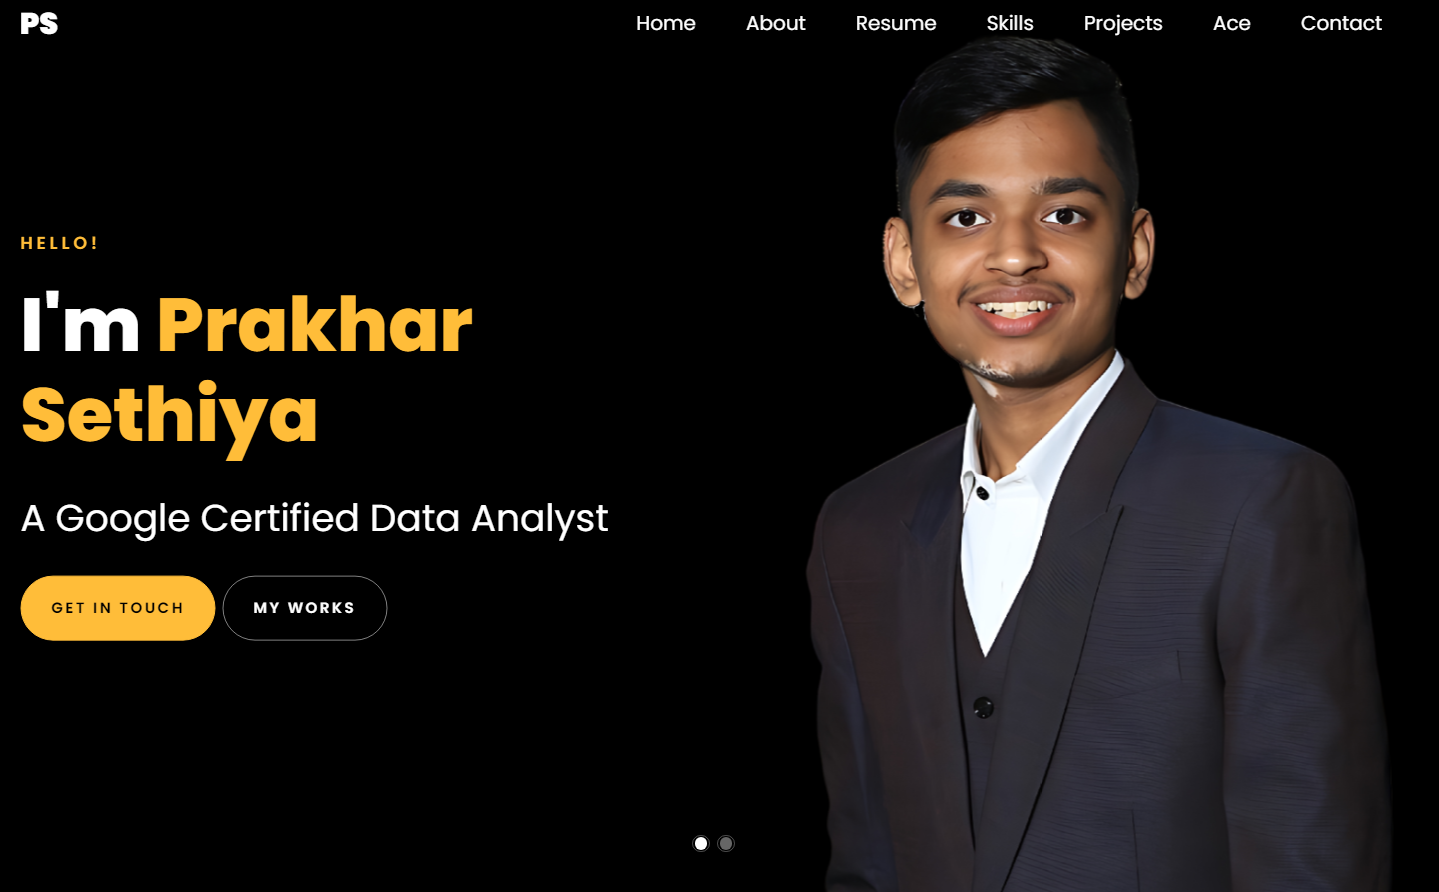 PS
Home About Resume Skills Projects Ace Contact
HELLO!
I'm Prakhar
Sethiya
A Google Certified Data Analyst
GET IN TOUCH MY WORKS